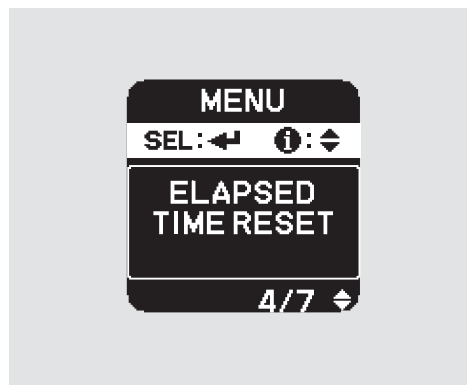 MENU
SEL:↵ ℹ:♦
ELAPSED
TIME RESET
4/7 ♦